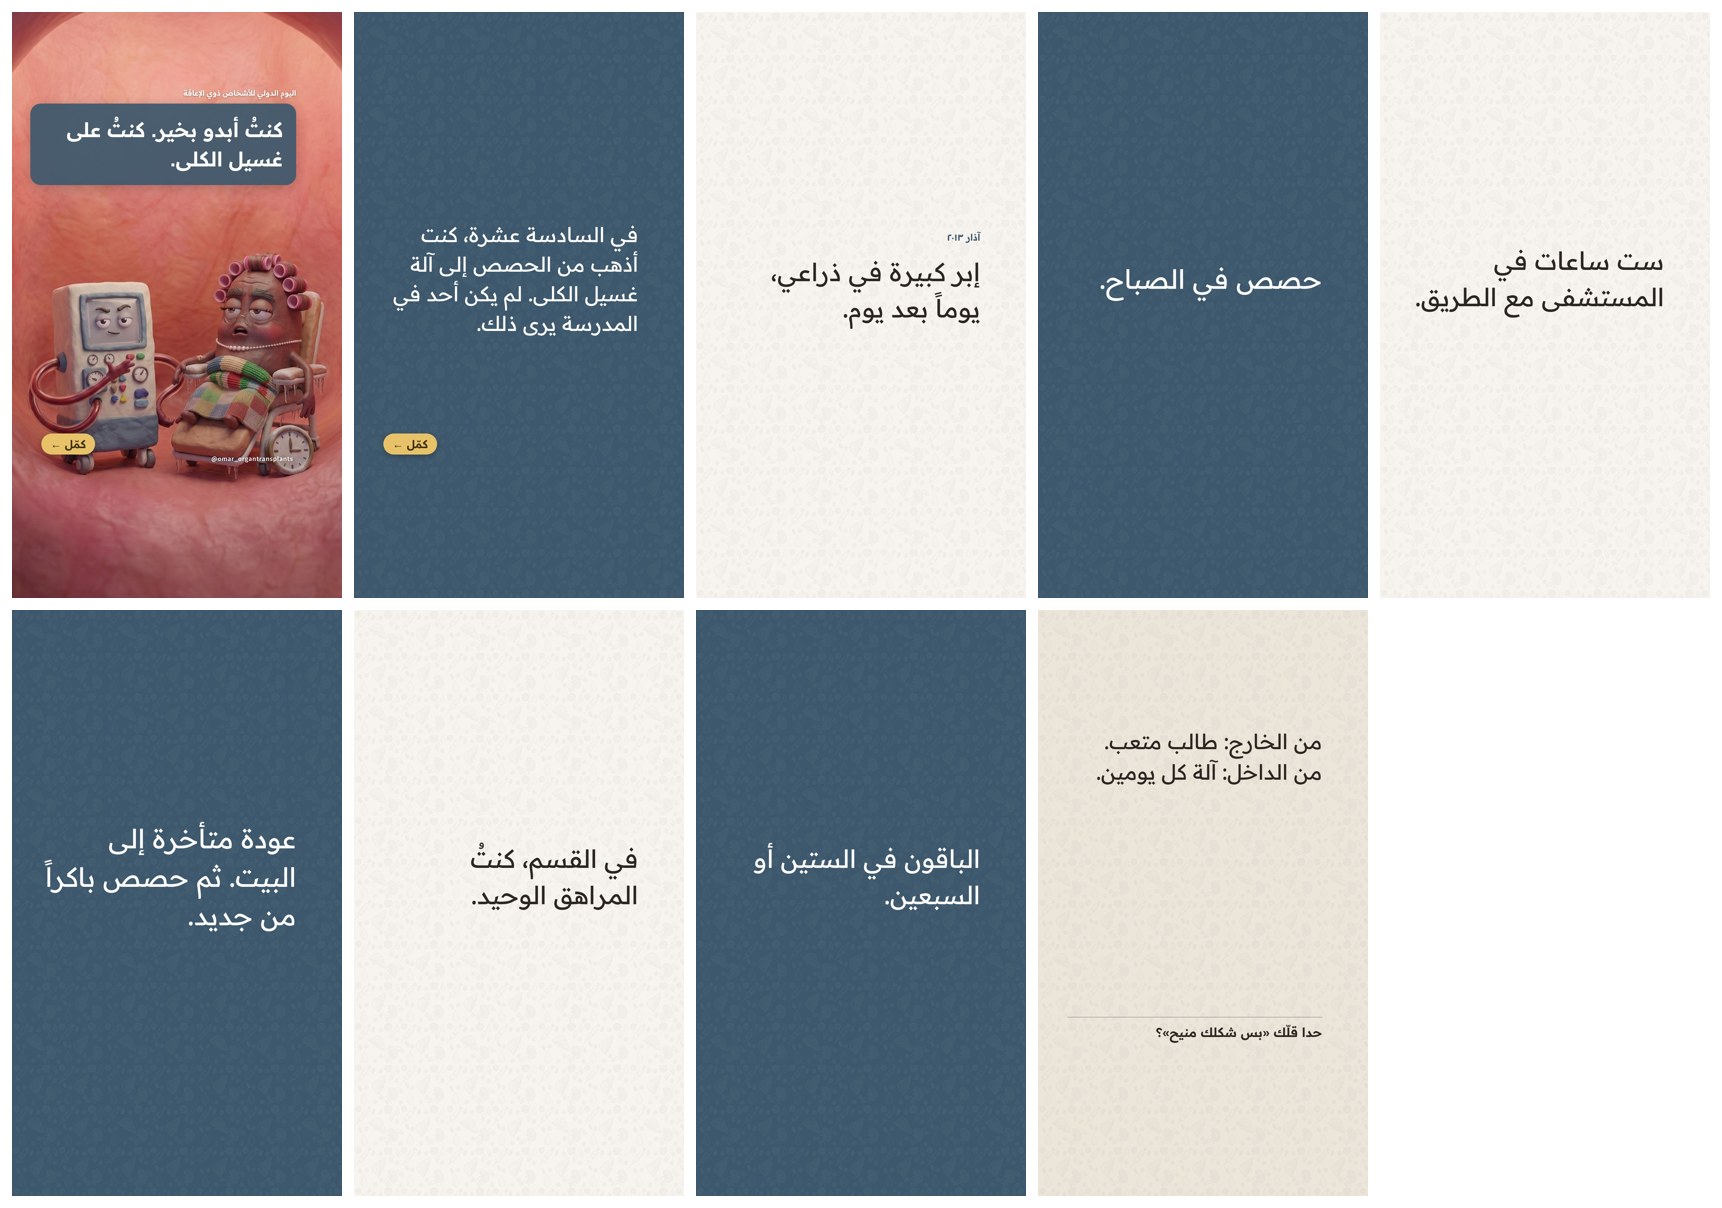 اليوم الدولي للأشخاص ذوي الإعاقة
كنتُ أبدو بخير. كنتُ على
غسيل الكلى.
كمّل ←
@omar_organtransplants
في السادسة عشرة، كنت
أذهب من الحصص إلى آلة
غسيل الكلى. لم يكن أحد في
المدرسة يرى ذلك.
كمّل ←
آذار ٢٠١٣
إبر كبيرة في ذراعي،
يوماً بعد يوم.
حصص في الصباح.
ست ساعات في
المستشفى مع الطريق.
عودة متأخرة إلى
البيت. ثم حصص باكراً
من جديد.
في القسم، كنتُ
المراهق الوحيد.
الباقون في الستين أو
السبعين.
من الخارج: طالب متعب.
من الداخل: آلة كل يومين.
حدا قلّك «بس شكلك منيح»؟